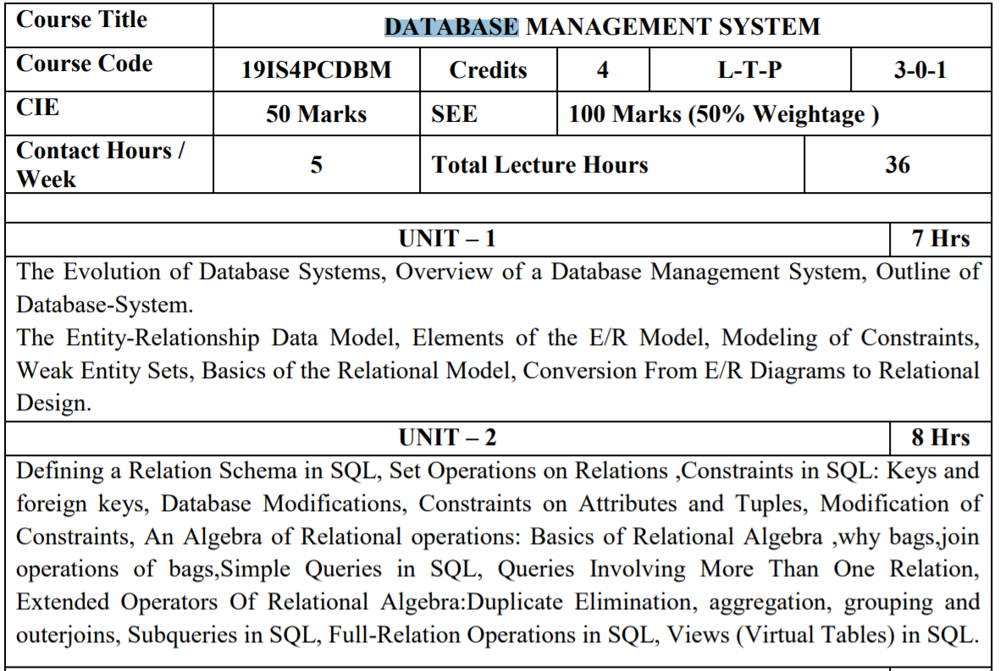 Course Title DATABASE MANAGEMENT SYSTEM
Course Code 19IS4PCDBM Credits 4 L-T-P 3-0-1
CIE 50 Marks SEE 100 Marks (50% Weightage )
Contact Hours / Week 5 Total Lecture Hours 36
UNIT – 1 7 Hrs
The Evolution of Database Systems, Overview of a Database Management System, Outline of
Database-System.
The Entity-Relationship Data Model, Elements of the E/R Model, Modeling of Constraints,
Weak Entity Sets, Basics of the Relational Model, Conversion From E/R Diagrams to Relational
Design.
UNIT – 2 8 Hrs
Defining a Relation Schema in SQL, Set Operations on Relations ,Constraints in SQL: Keys and
foreign keys, Database Modifications, Constraints on Attributes and Tuples, Modification of
Constraints, An Algebra of Relational operations: Basics of Relational Algebra ,why bags,join
operations of bags,Simple Queries in SQL, Queries Involving More Than One Relation,
Extended Operators Of Relational Algebra:Duplicate Elimination, aggregation, grouping and
outerjoins, Subqueries in SQL, Full-Relation Operations in SQL, Views (Virtual Tables) in SQL.